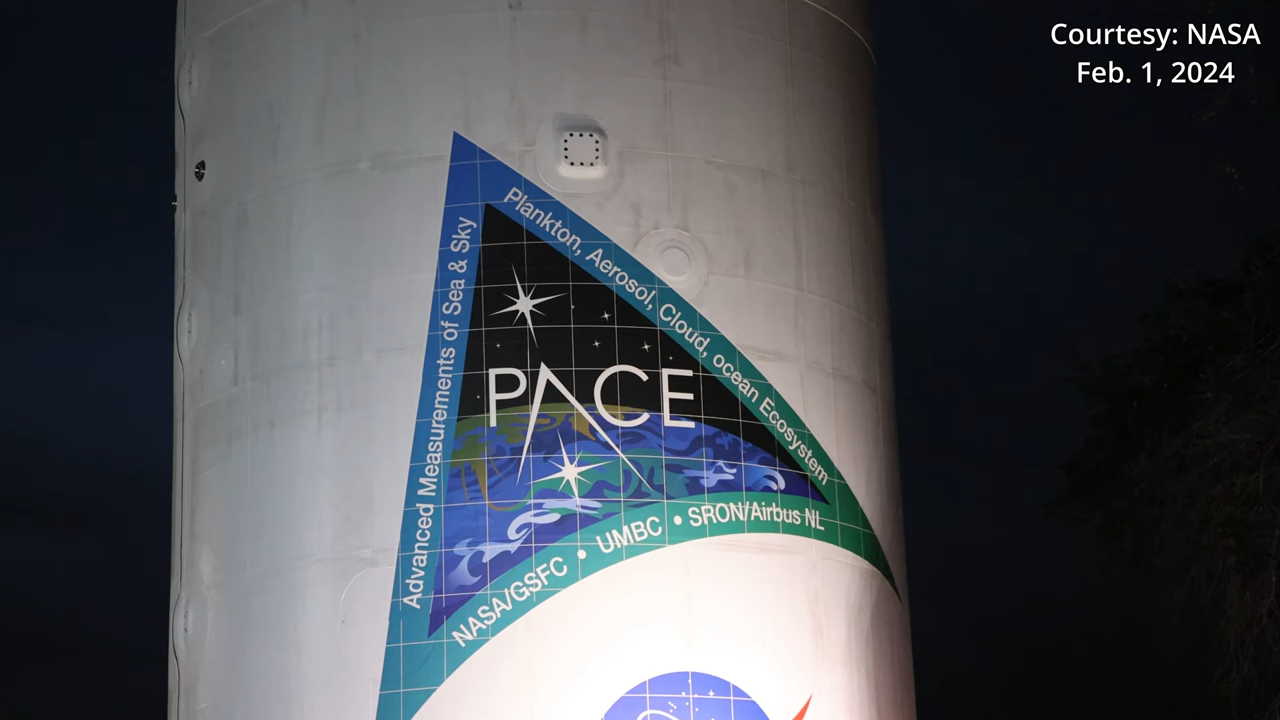 Courtesy: NASA
Feb. 1, 2024
Plankton, Aerosol, Cloud, ocean Ecosystem
Advanced Measurements of Sea & Sky
PACE
NASA/GSFC • UMBC • SRON/Airbus NL